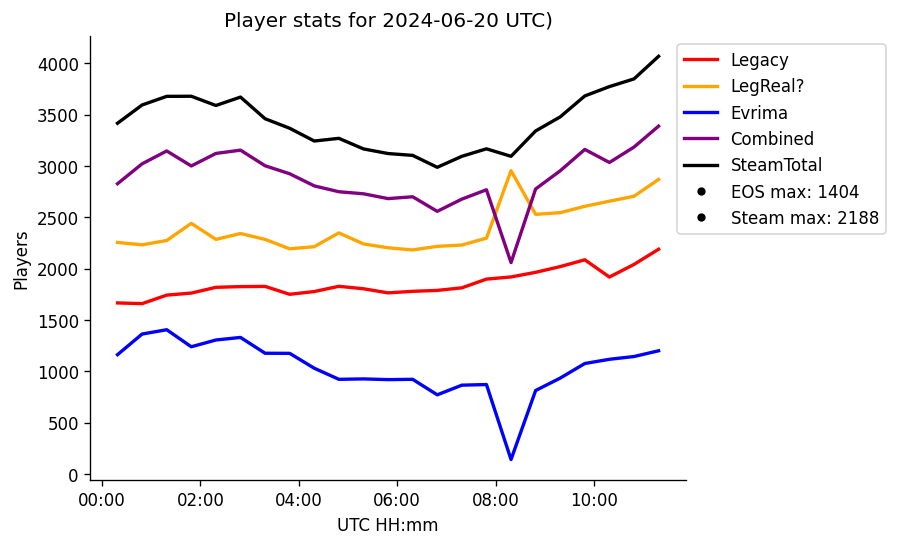 Player stats for 2024-06-20 UTC)
Players
4000
3500
3000
2500
2000
1500
1000
500
0
00:00
02:00
04:00
06:00
08:00
10:00
UTC HH:mm
Legacy
LegReal?
Evrima
Combined
SteamTotal
EOS max: 1404
Steam max: 2188